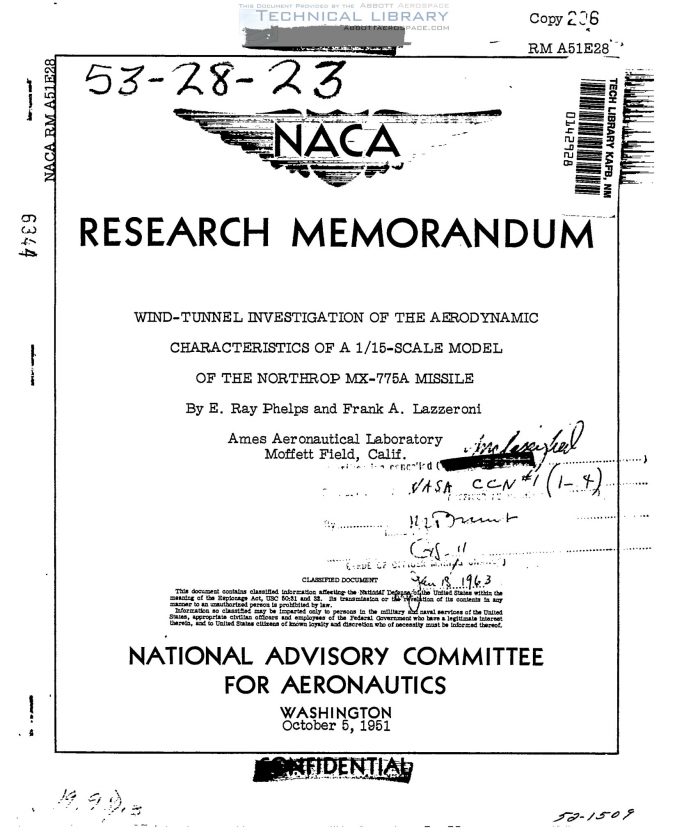 THIS DOCUMENT PROVIDED BY THE ABBOTT AEROSPACE
TECHNICAL LIBRARY
ABBOTTAEROSPACE.COM
Copy 206
RM A51E28
NACA RM A51E28
53-28-23
TECH LIBRARY KAFB, NM
0142928
NACA
6344
RESEARCH MEMORANDUM
WIND-TUNNEL INVESTIGATION OF THE AERODYNAMIC
CHARACTERISTICS OF A 1/15-SCALE MODEL
OF THE NORTHROP MX-775A MISSILE
By E. Ray Phelps and Frank A. Lazzeroni
Ames Aeronautical Laboratory
Moffett Field, Calif.
Unclassified
NASA CCN #1 (1-4)
By
H L
GS-11
Jan 18, 1963
CLASSIFIED DOCUMENT
This document contains classified information affecting the National Defense of the United States within the
meaning of the Espionage Act, USC 50:31 and 32. Its transmission or the revelation of its contents in any
manner to an unauthorized person is prohibited by law.
Information so classified may be imparted only to persons in the military and naval services of the United
States, appropriate civilian officers and employees of the Federal Government who have a legitimate interest
therein, and to United States citizens of known loyalty and discretion who of necessity must be informed thereof.
NATIONAL ADVISORY COMMITTEE
FOR AERONAUTICS
WASHINGTON
October 5, 1951
CONFIDENTIAL
52-1509